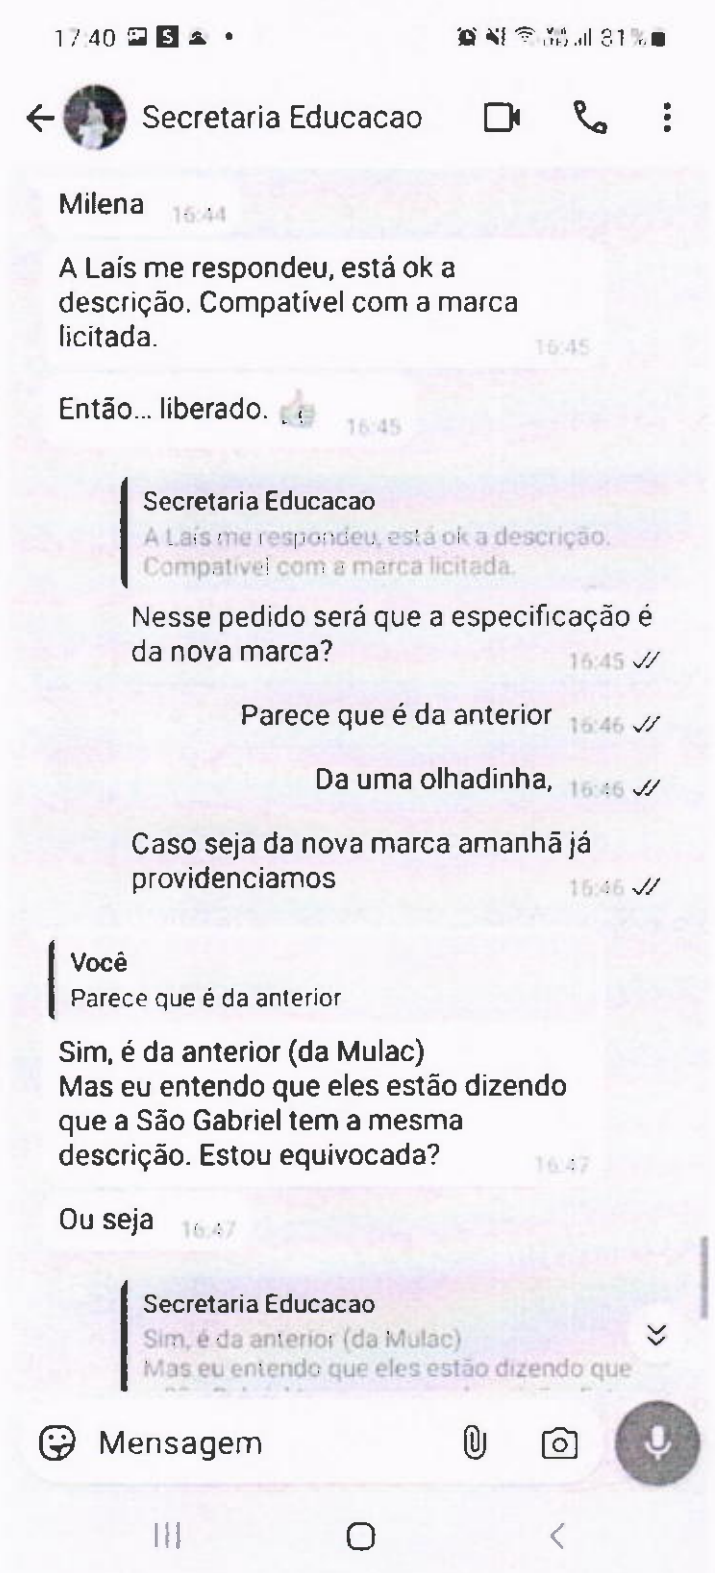 17:40 S 81%
Secretaria Educacao
Milena 16:44
A Laís me respondeu, está ok a
descrição. Compatível com a marca
licitada.
16:45
Então... liberado. 👍 16:45
Secretaria Educacao
A Laís me respondeu, está ok a descrição.
Compatível com a marca licitada.
Nesse pedido será que a especificação é
da nova marca?
16:45
Parece que é da anterior 16:46
Da uma olhadinha, 16:46
Caso seja da nova marca amanhã já
providenciamos
16:46
Você
Parece que é da anterior
Sim, é da anterior (da Mulac)
Mas eu entendo que eles estão dizendo
que a São Gabriel tem a mesma
descrição. Estou equivocada?
16:47
Ou seja 16:47
Secretaria Educacao
Sim, é da anterior (da Mulac)
Mas eu entendo que eles estão dizendo que
Mensagem